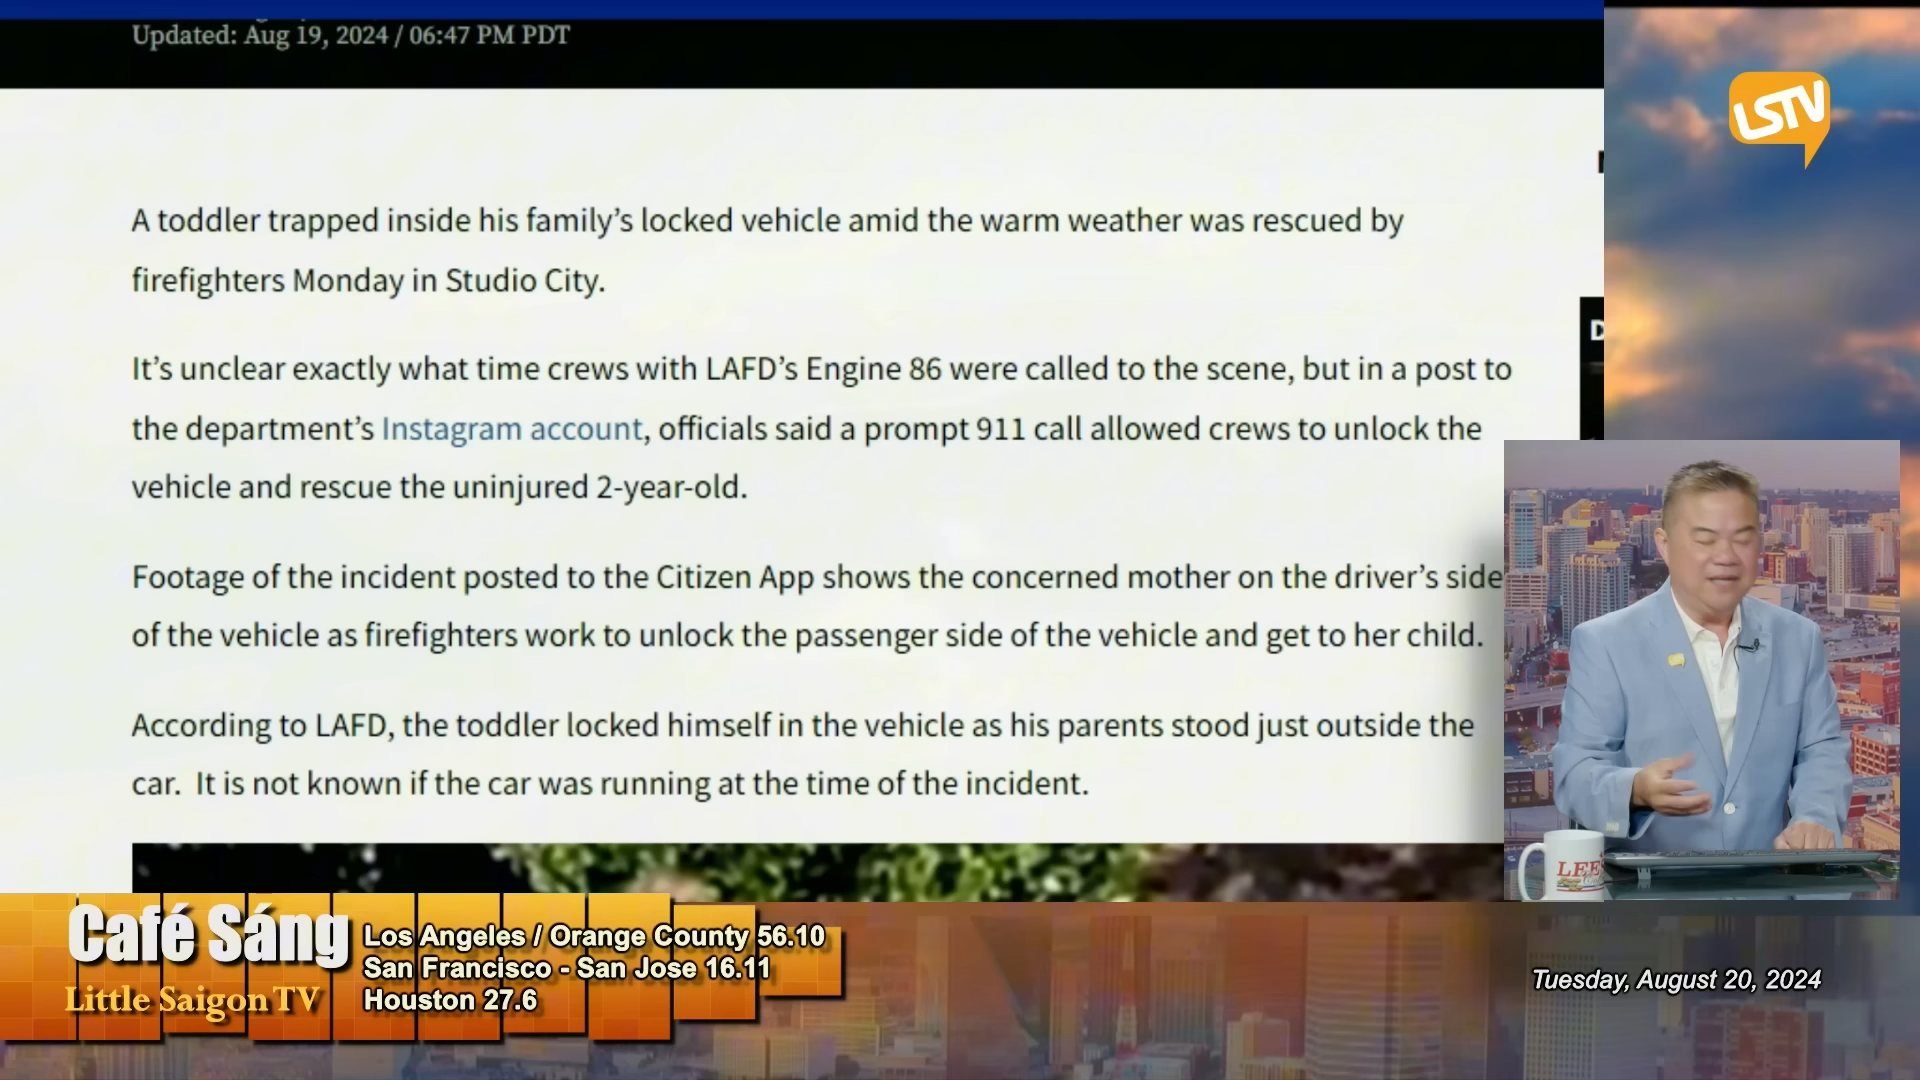 Updated: Aug 19, 2024 / 06:47 PM PDT
LSTV
A toddler trapped inside his family’s locked vehicle amid the warm weather was rescued by
firefighters Monday in Studio City.
It’s unclear exactly what time crews with LAFD’s Engine 86 were called to the scene, but in a post to
the department’s Instagram account, officials said a prompt 911 call allowed crews to unlock the
vehicle and rescue the uninjured 2-year-old.
Footage of the incident posted to the Citizen App shows the concerned mother on the driver’s side
of the vehicle as firefighters work to unlock the passenger side of the vehicle and get to her child.
According to LAFD, the toddler locked himself in the vehicle as his parents stood just outside the
car. It is not known if the car was running at the time of the incident.
LEE'S
Café Sáng
Little Saigon TV
Los Angeles / Orange County 56.10
San Francisco - San Jose 16.11
Houston 27.6
Tuesday, August 20, 2024